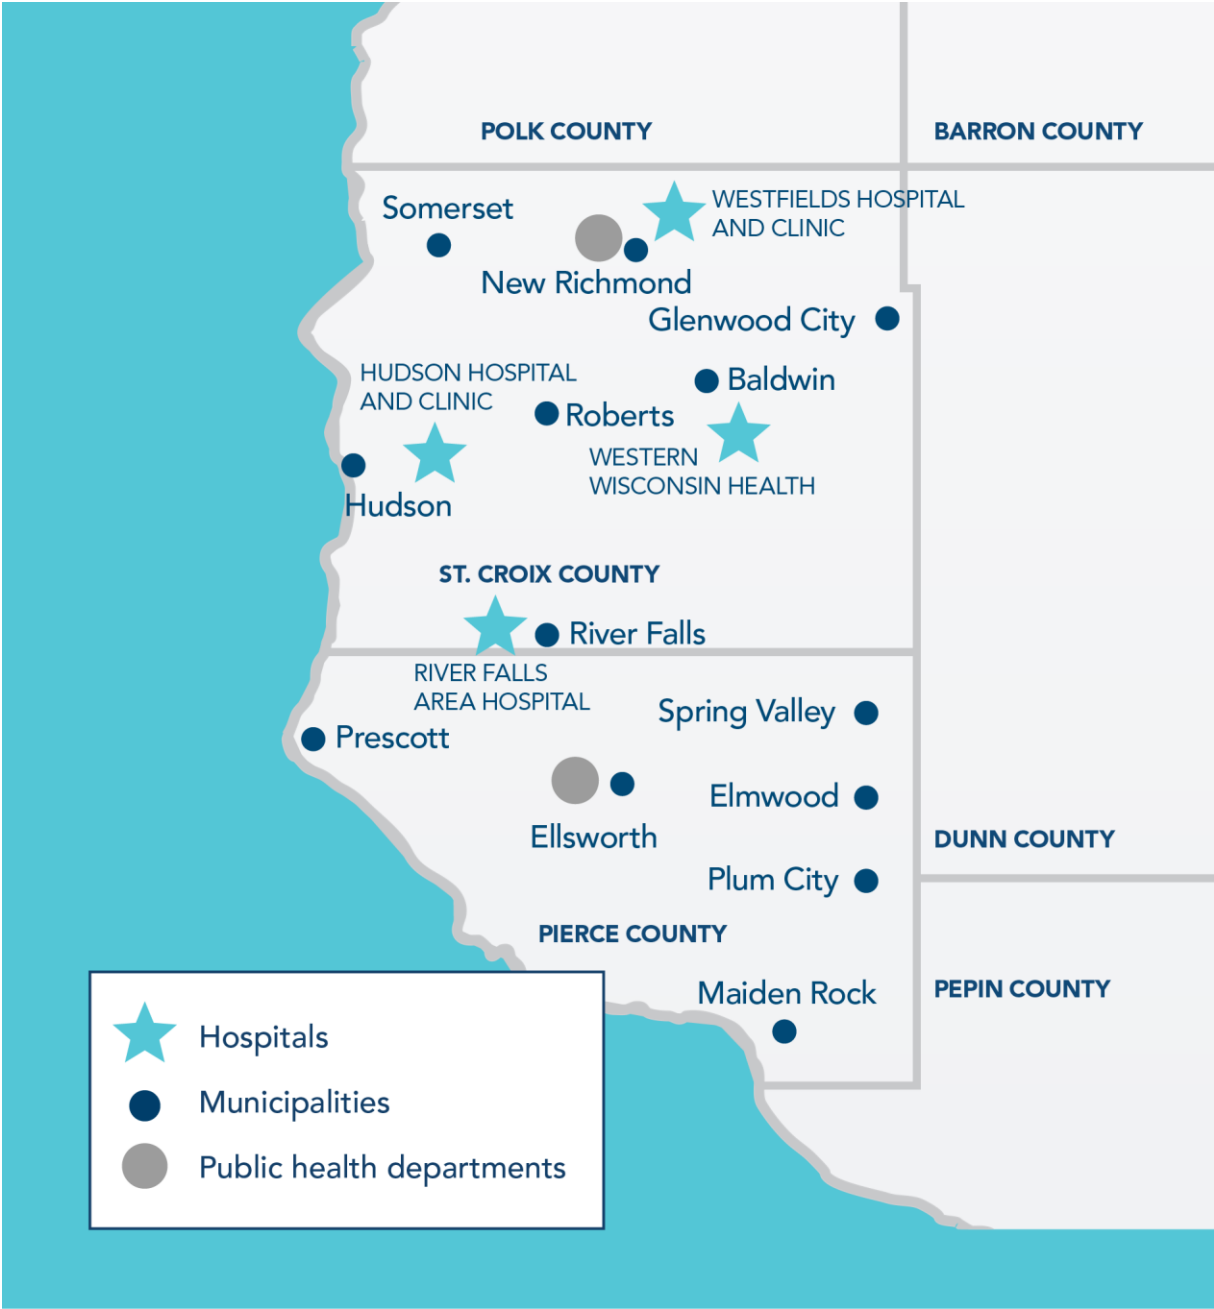 POLK COUNTY
BARRON COUNTY
Somerset
WESTFIELDS HOSPITAL
AND CLINIC
New Richmond
Glenwood City
HUDSON HOSPITAL
AND CLINIC
Baldwin
Roberts
WESTERN
WISCONSIN HEALTH
Hudson
ST. CROIX COUNTY
River Falls
RIVER FALLS
AREA HOSPITAL
Spring Valley
Prescott
Elmwood
Ellsworth
DUNN COUNTY
Plum City
PIERCE COUNTY
Maiden Rock
PEPIN COUNTY
Hospitals
Municipalities
Public health departments